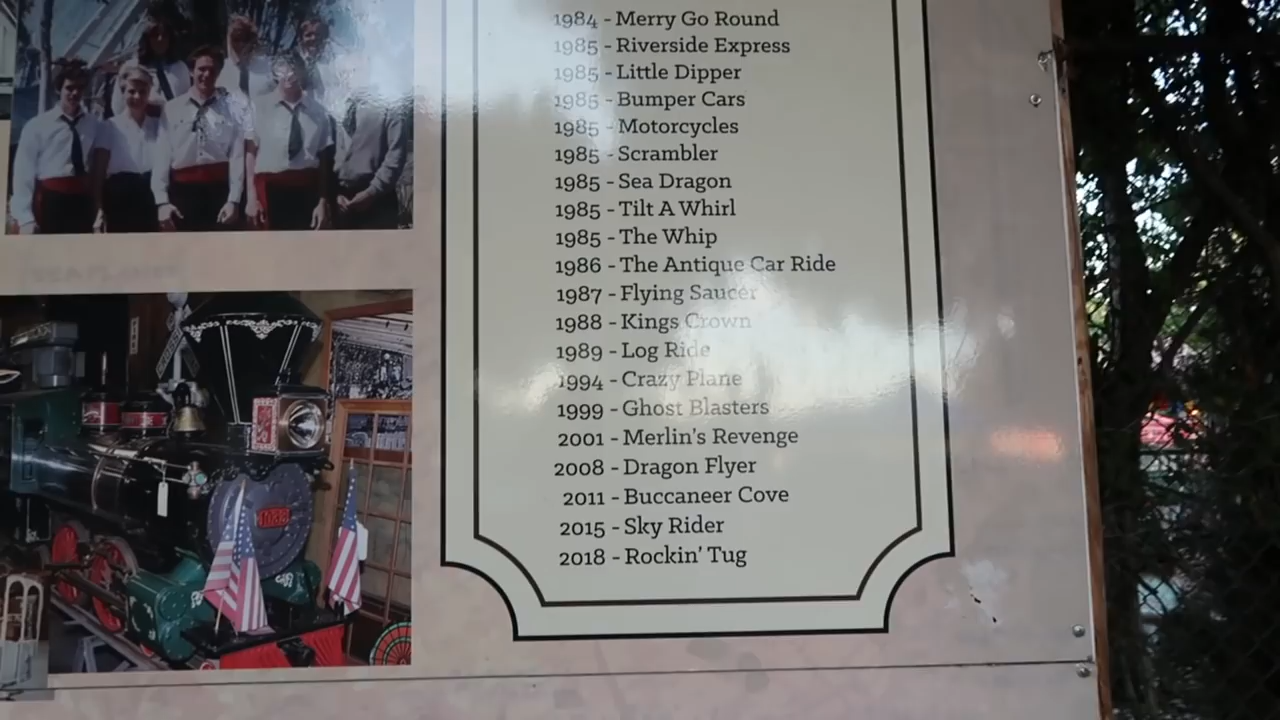 1984 - Merry Go Round
1985 - Riverside Express
1985 - Little Dipper
1985 - Bumper Cars
1985 - Motorcycles
1985 - Scrambler
1985 - Sea Dragon
1985 - Tilt A Whirl
1985 - The Whip
1986 - The Antique Car Ride
1987 - Flying Saucer
1988 - Kings Crown
1989 - Log Ride
1994 - Crazy Plane
1999 - Ghost Blasters
2001 - Merlin's Revenge
2008 - Dragon Flyer
2011 - Buccaneer Cove
2015 - Sky Rider
2018 - Rockin' Tug